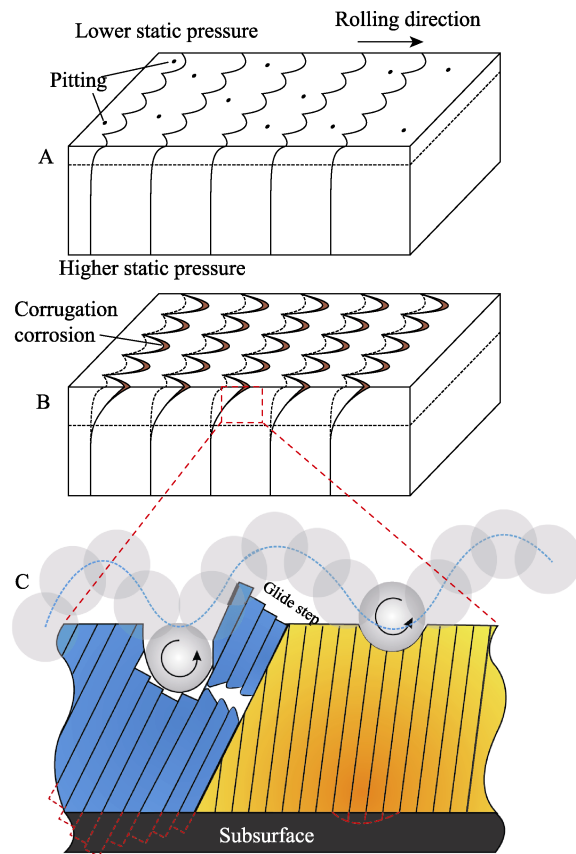 Lower static pressure
Rolling direction
Pitting
A
Higher static pressure
Corrugation
corrosion
B
C
Glide step
Subsurface